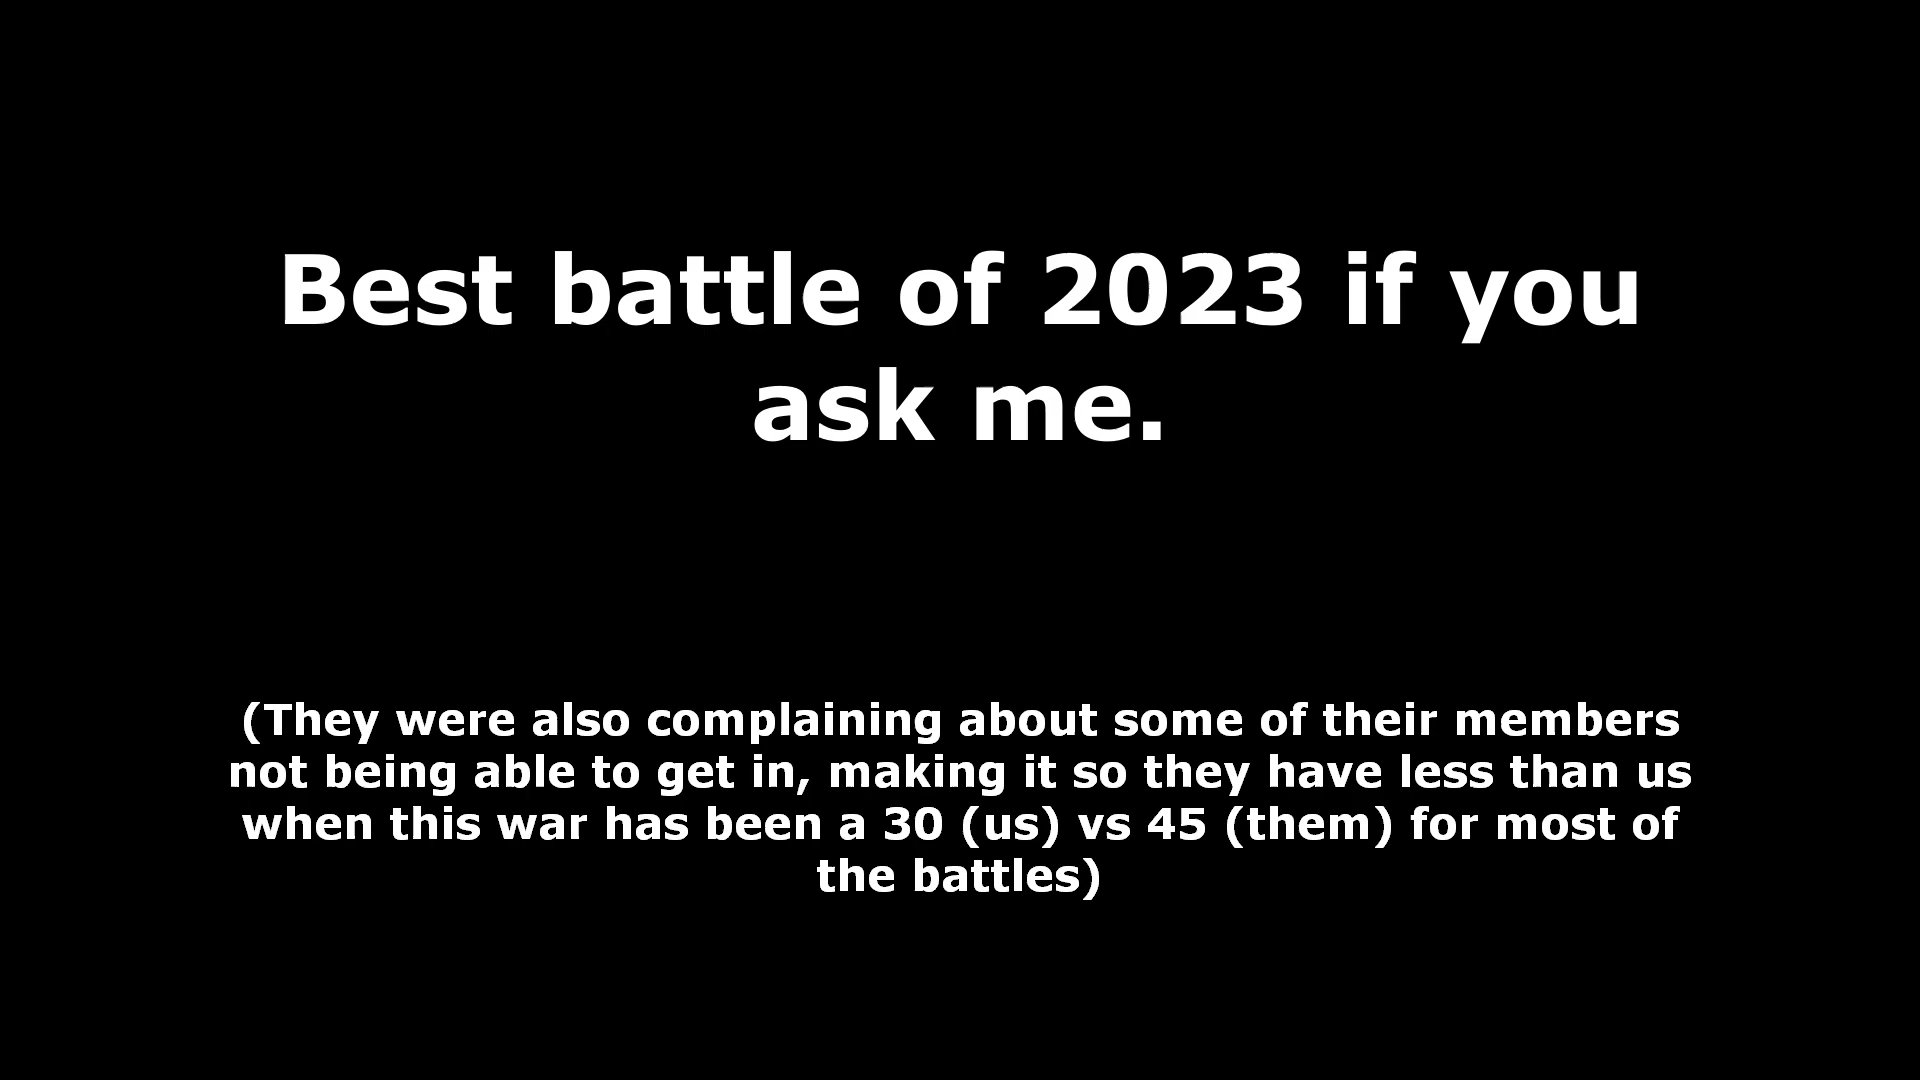 Best battle of 2023 if you
ask me.
(They were also complaining about some of their members
not being able to get in, making it so they have less than us
when this war has been a 30 (us) vs 45 (them) for most of
the battles)